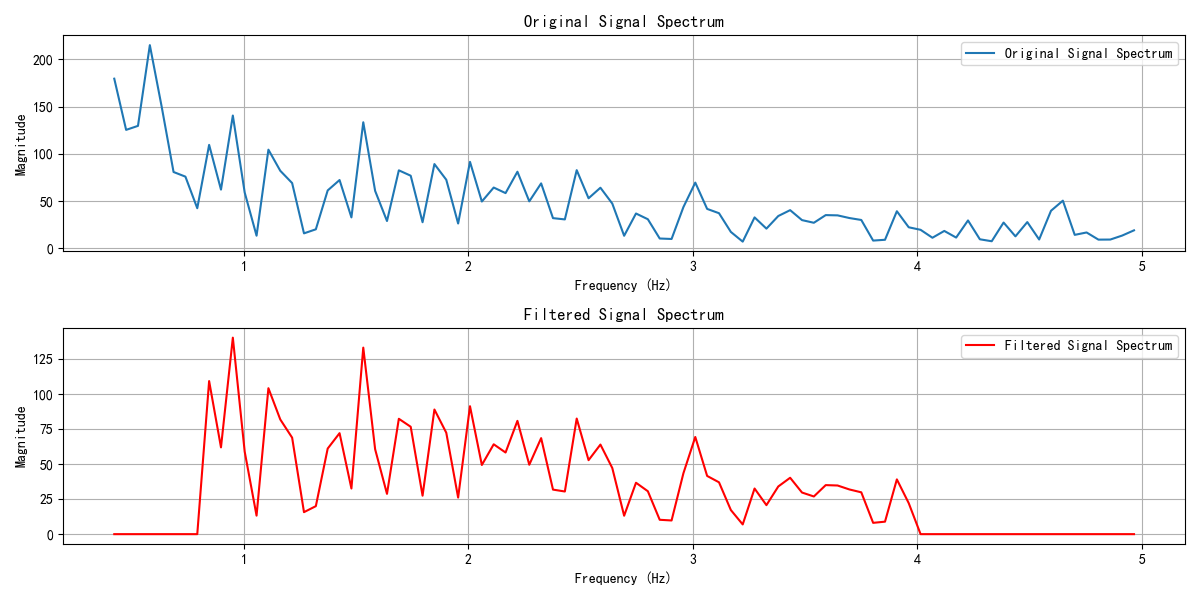 Original Signal Spectrum
200
150
100
50
0
Magnitude
Original Signal Spectrum
1 2 3 4 5
Frequency (Hz)
Filtered Signal Spectrum
125
100
75
50
25
0
Magnitude
Filtered Signal Spectrum
1 2 3 4 5
Frequency (Hz)